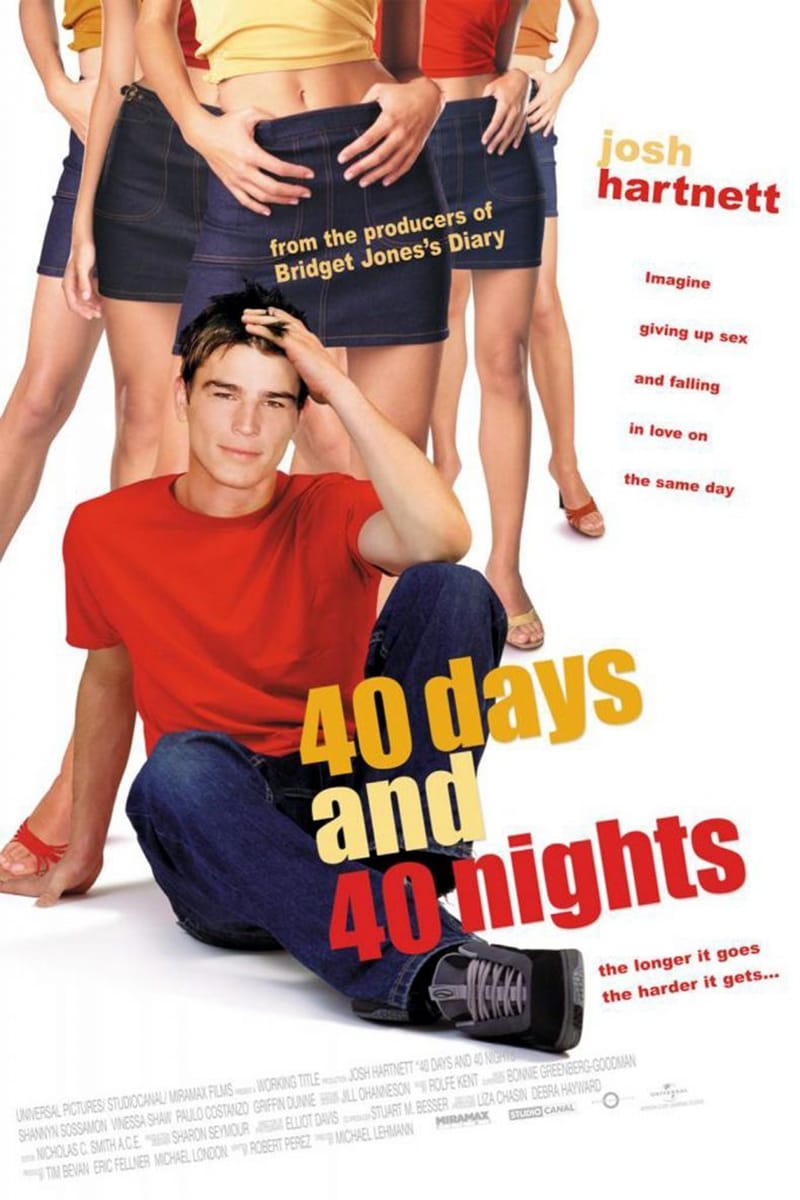 josh
hartnett
from the producers of
Bridget Jones's Diary
Imagine
giving up sex
and falling
in love on
the same day
40 days
and
40 nights
the longer it goes
the harder it gets...
UNIVERSAL PICTURES/ STUDIOCANAL/ MIRAMAX FILMS WORKING TITLE JOSH HARTNETT "40 DAYS AND 40 NIGHTS"
SHANNYN SOSSAMON VINESSA SHAW PAULO COSTANZO GRIFFIN DUNNE JILL OHANNESON ROLFE KENT BONNIE GREENBERG-GOODMAN
NICHOLAS C. SMITH A.C.E. SHARON SEYMOUR ELLIOT DAVIS STUART M. BESSER LIZA CHASIN DEBRA HAYWARD
TIM BEVAN ERIC FELLNER MICHAEL LONDON ROBERT PEREZ MICHAEL LEHMANN
MIRAMAX STUDIO CANAL UNIVERSAL